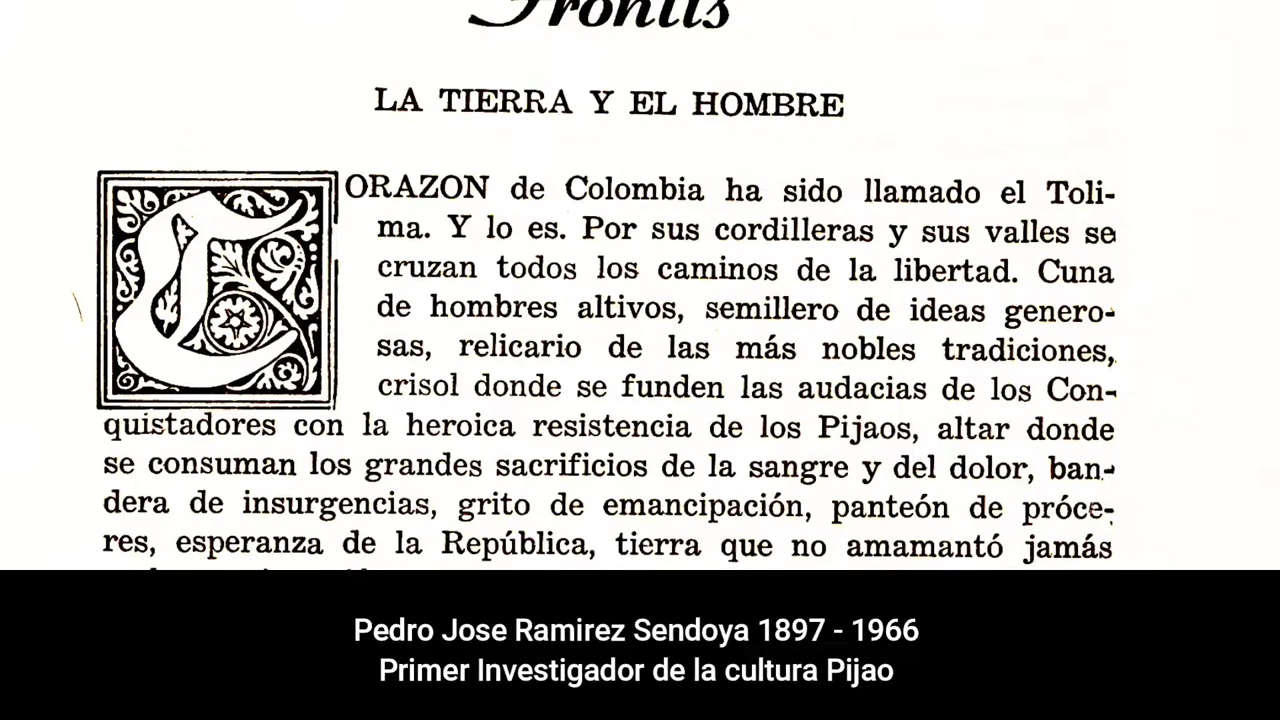 Frontis
LA TIERRA Y EL HOMBRE
CORAZON de Colombia ha sido llamado el Toli-
ma. Y lo es. Por sus cordilleras y sus valles se
cruzan todos los caminos de la libertad. Cuna
de hombres altivos, semillero de ideas genero-
sas, relicario de las más nobles tradiciones,
crisol donde se funden las audacias de los Con-
quistadores con la heroica resistencia de los Pijaos, altar donde
se consuman los grandes sacrificios de la sangre y del dolor, ban-
dera de insurgencias, grito de emancipación, panteón de próce-
res, esperanza de la República, tierra que no amamantó jamás
Pedro Jose Ramirez Sendoya 1897 - 1966
Primer Investigador de la cultura Pijao